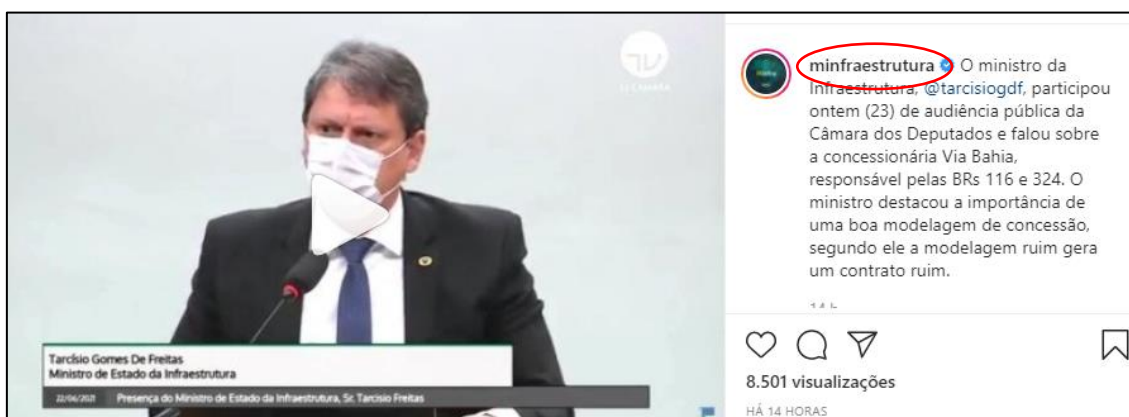 TV CÂMARA
Tarcísio Gomes De Freitas
Ministro de Estado da Infraestrutura
22/04/2021 Presença do Ministro de Estado da Infraestrutura, Sr. Tarcisio Freitas
minfraestrutura O ministro da
Infraestrutura, @tarcisiogdf, participou
ontem (23) de audiência pública da
Câmara dos Deputados e falou sobre
a concessionária Via Bahia,
responsável pelas BRs 116 e 324. O
ministro destacou a importância de
uma boa modelagem de concessão,
segundo ele a modelagem ruim gera
um contrato ruim.
8.501 visualizações
HÁ 14 HORAS